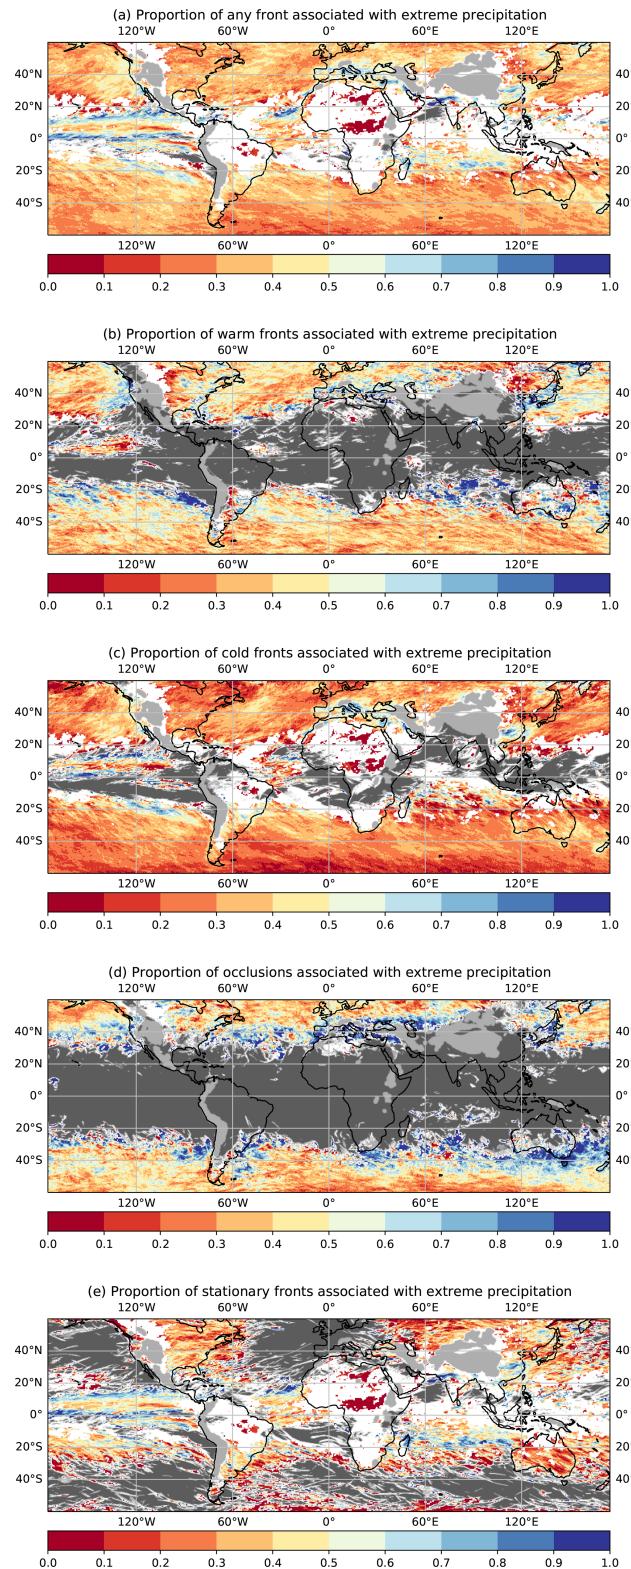 (a) Proportion of any front associated with extreme precipitation
120°W 60°W 0° 60°E 120°E
40°N 40°N
20°N 20°N
0° 0°
20°S 20°S
40°S 40°S
120°W 60°W 0° 60°E 120°E
0.0 0.1 0.2 0.3 0.4 0.5 0.6 0.7 0.8 0.9 1.0
(b) Proportion of warm fronts associated with extreme precipitation
120°W 60°W 0° 60°E 120°E
40°N 40°N
20°N 20°N
0° 0°
20°S 20°S
40°S 40°S
120°W 60°W 0° 60°E 120°E
0.0 0.1 0.2 0.3 0.4 0.5 0.6 0.7 0.8 0.9 1.0
(c) Proportion of cold fronts associated with extreme precipitation
120°W 60°W 0° 60°E 120°E
40°N 40°N
20°N 20°N
0° 0°
20°S 20°S
40°S 40°S
120°W 60°W 0° 60°E 120°E
0.0 0.1 0.2 0.3 0.4 0.5 0.6 0.7 0.8 0.9 1.0
(d) Proportion of occlusions associated with extreme precipitation
120°W 60°W 0° 60°E 120°E
40°N 40°N
20°N 20°N
0° 0°
20°S 20°S
40°S 40°S
120°W 60°W 0° 60°E 120°E
0.0 0.1 0.2 0.3 0.4 0.5 0.6 0.7 0.8 0.9 1.0
(e) Proportion of stationary fronts associated with extreme precipitation
120°W 60°W 0° 60°E 120°E
40°N 40°N
20°N 20°N
0° 0°
20°S 20°S
40°S 40°S
120°W 60°W 0° 60°E 120°E
0.0 0.1 0.2 0.3 0.4 0.5 0.6 0.7 0.8 0.9 1.0